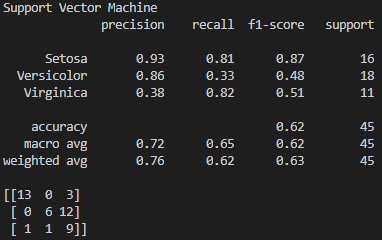 Support Vector Machine
precision recall f1-score support
Setosa 0.93 0.81 0.87 16
Versicolor 0.86 0.33 0.48 18
Virginica 0.38 0.82 0.51 11
accuracy 0.62 45
macro avg 0.72 0.65 0.62 45
weighted avg 0.76 0.62 0.63 45
[[13 0 3]
[ 0 6 12]
[ 1 1 9]]